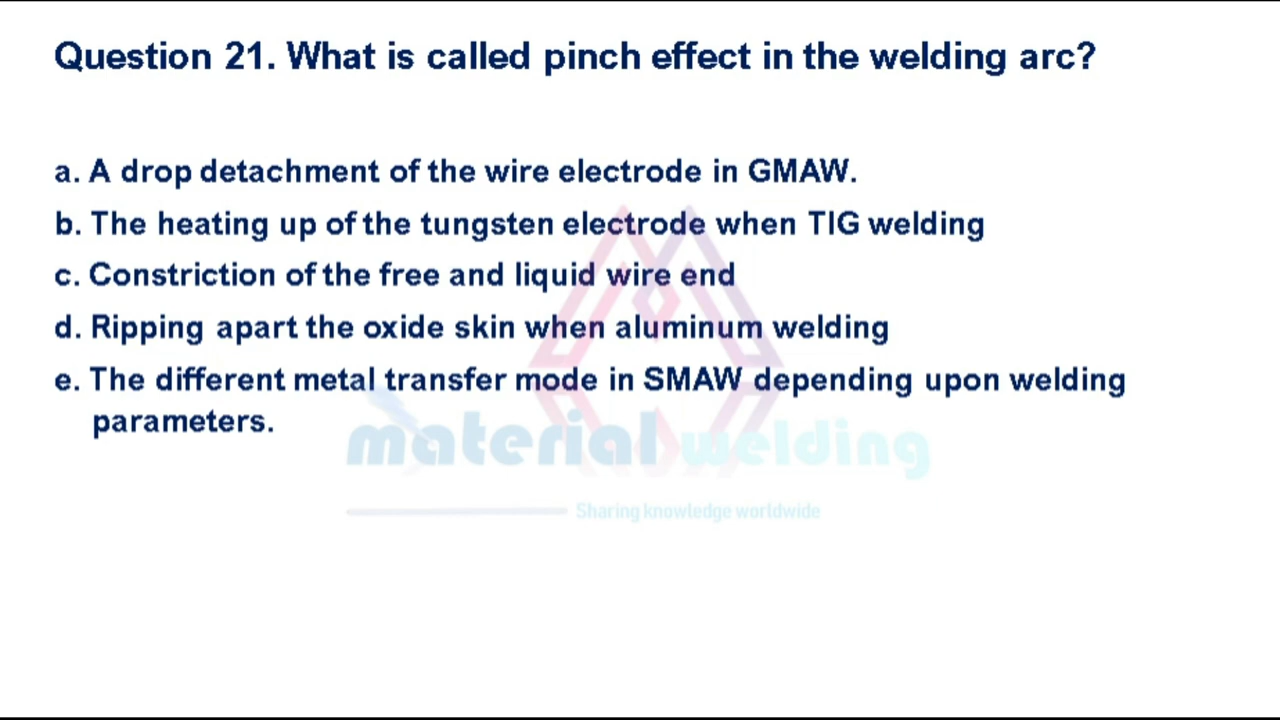 Question 21. What is called pinch effect in the welding arc?
a. A drop detachment of the wire electrode in GMAW.
b. The heating up of the tungsten electrode when TIG welding
c. Constriction of the free and liquid wire end
d. Ripping apart the oxide skin when aluminum welding
e. The different metal transfer mode in SMAW depending upon welding
parameters.
material welding
Sharing knowledge worldwide